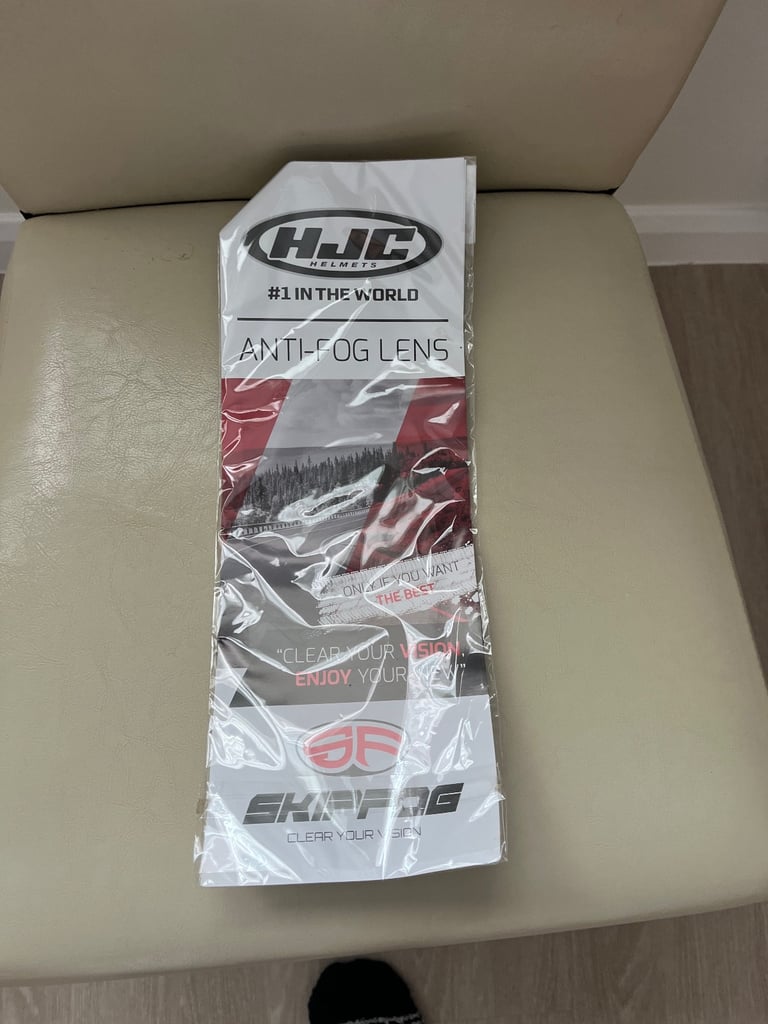 HJC
HELMETS
#1 IN THE WORLD
ANTI-FOG LENS
ONLY IF YOU WANT
THE BEST
"CLEAR YOUR VISION,
ENJOY YOUR VIEW"
SF
SKIPFOG
CLEAR YOUR VISION